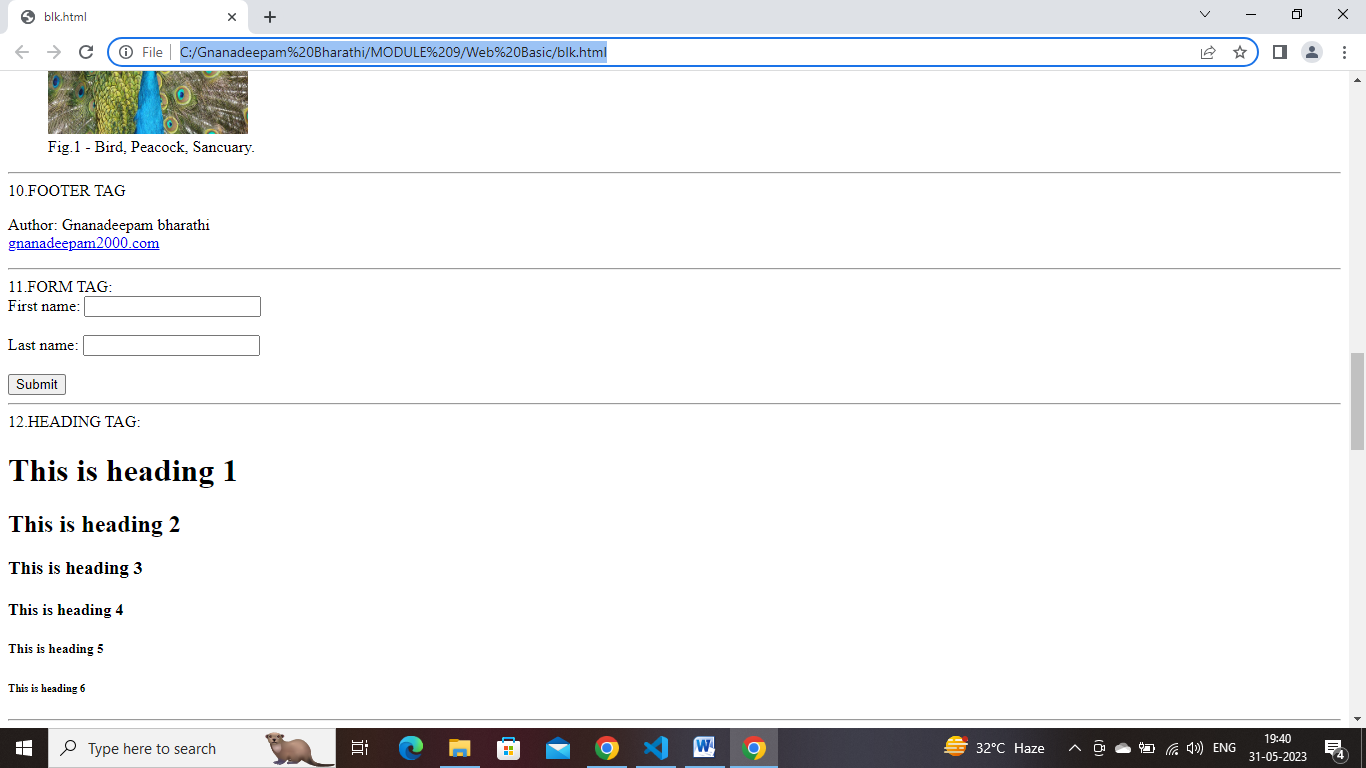 blk.html
File
C:/Gnanadeepam%20Bharathi/MODULE%209/Web%20Basic/blk.html
Fig.1 - Bird, Peacock, Sancuary.
10.FOOTER TAG
Author: Gnanadeepam bharathi
gnanadeepam2000.com
11.FORM TAG:
First name:
Last name:
Submit
12.HEADING TAG:
This is heading 1
This is heading 2
This is heading 3
This is heading 4
This is heading 5
This is heading 6
Type here to search
W
32°C Haze
ENG
19:40
31-05-2023
4